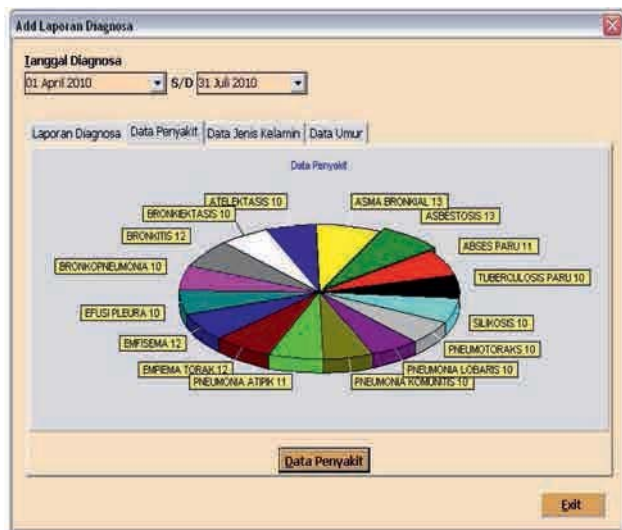 Add Laporan Diagnosa
Tanggal Diagnosa
01 April 2010 S/D 31 Juli 2010
Laporan Diagnosa Data Penyakit Data Jenis Kelamin Data Umur
Data Penyakit
ATELEKTASIS 10
ASMA BRONKIAL 13
BRONKIEKTASIS 10
ASBESTOSIS 13
BRONKITIS 12
ABSES PARU 11
BRONKOPNEUMONIA 10
TUBERCULOSIS PARU 10
EFUSI PLEURA 10
SILIKOSIS 10
EMFISEMA 12
PNEUMOTORAKS 10
EMPIEMA TORAK 12
PNEUMONIA LOBARIS 10
PNEUMONIA ATIPIK 11
PNEUMONIA KOMUNITIS 10
Data Penyakit
Exit